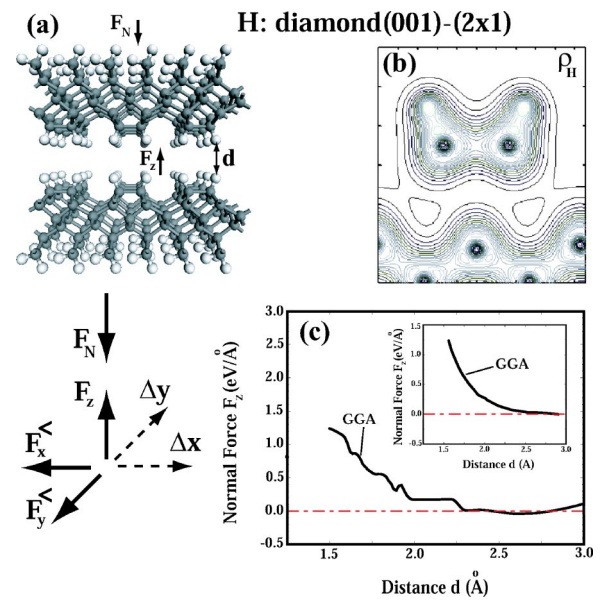 (a)
F_N
H: diamond(001)-(2x1)
F_z
d
(b)
ρ_H
F_N
F_z
Δy
F_x^<
Δx
F_y^<
(c)
Normal Force F_z(eV/Å)
3.0
2.5
2.0
1.5
1.0
0.5
0.0
-0.5
GGA
1.5
2.0
2.5
3.0
Distance d (Å)
Normal Force F_z (eV/Å)
1.5
1.0
0.5
0.0
-0.5
GGA
1.5
2.0
2.5
3.0
Distance d (Å)